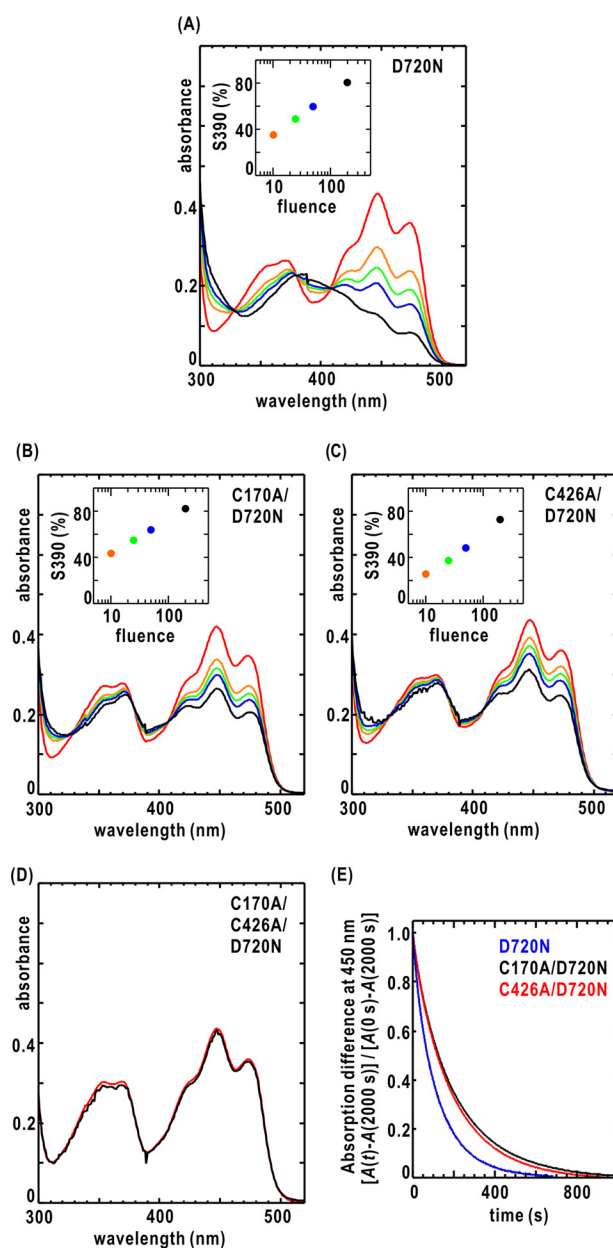 (A)
D720N
absorbance
0.4
0.2
0
300
400
500
wavelength (nm)
S390 (%)
80
40
0
10
100
fluence
(B)
C170A/
D720N
absorbance
0.4
0.2
0
300
400
500
wavelength (nm)
S390 (%)
80
40
0
10
100
fluence
(C)
C426A/
D720N
absorbance
0.4
0.2
0
300
400
500
wavelength (nm)
S390 (%)
80
40
0
10
100
fluence
(D)
C170A/
C426A/
D720N
absorbance
0.4
0.2
0
300
400
500
wavelength (nm)
(E)
D720N
C170A/D720N
C426A/D720N
Absorption difference at 450 nm
[A(t)-A(2000 s)] / [A(0 s)-A(2000 s)]
1.0
0.8
0.6
0.4
0.2
0.0
0
400
800
time (s)